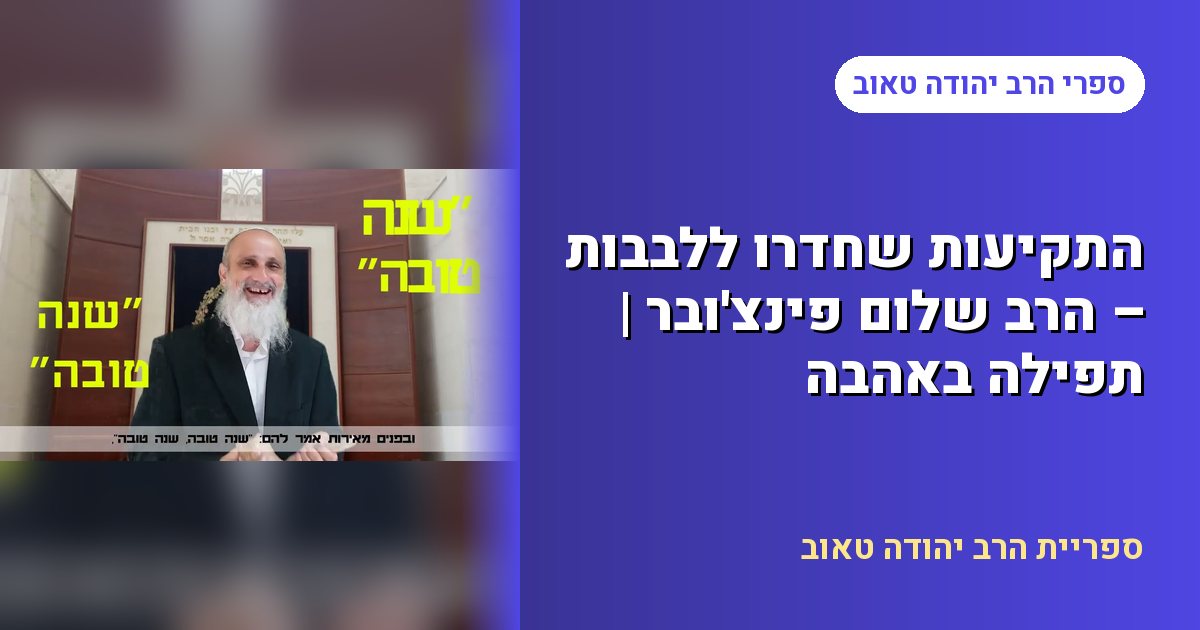 ספרי הרב יהודה טאוב
התקיעות שחדרו ללבבות
– הרב שלום פינצ'ובר |
תפילה באהבה
ספריית הרב יהודה טאוב
"שנה
טובה"
"שנה
טובה"
ובפנים מאירות אמר להם: "שנה טובה, שנה טובה".